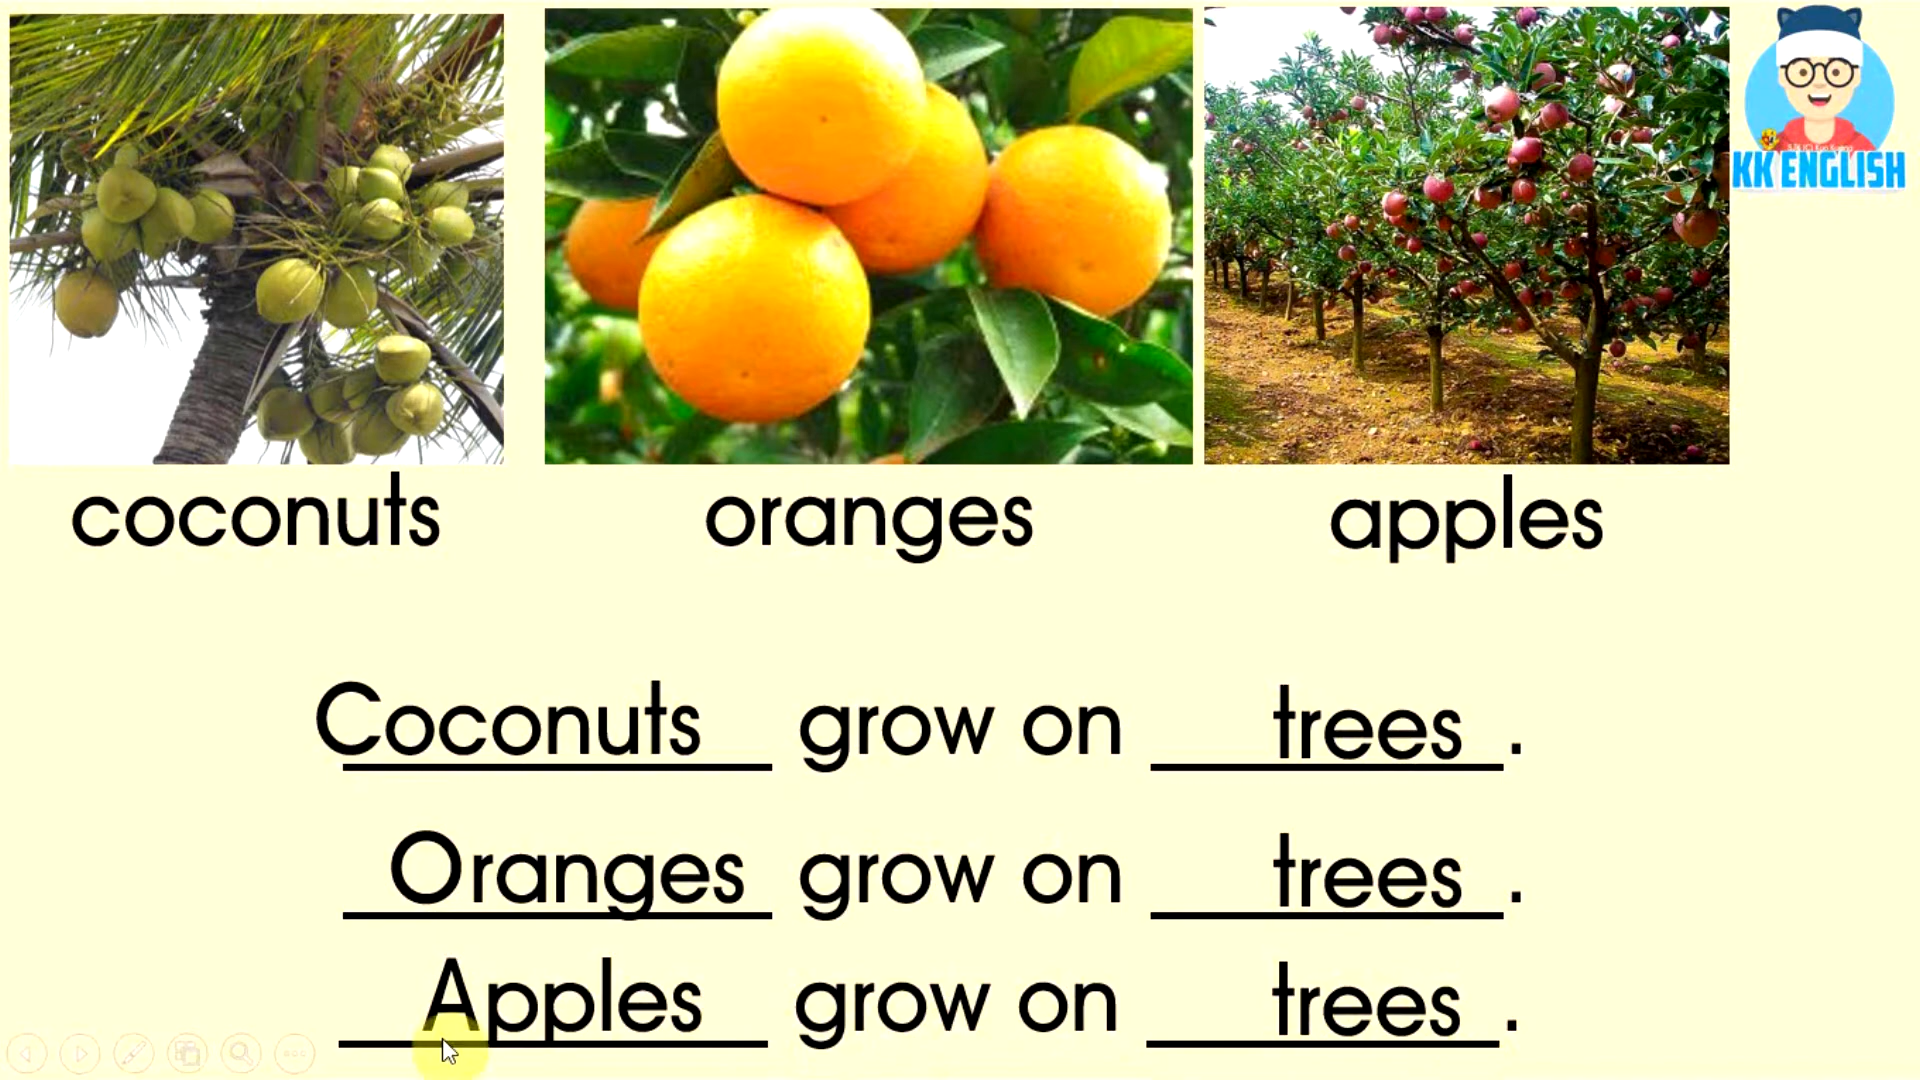 KK ENGLISH
coconuts
oranges
apples
Coconuts grow on trees.
Oranges grow on trees.
Apples grow on trees.